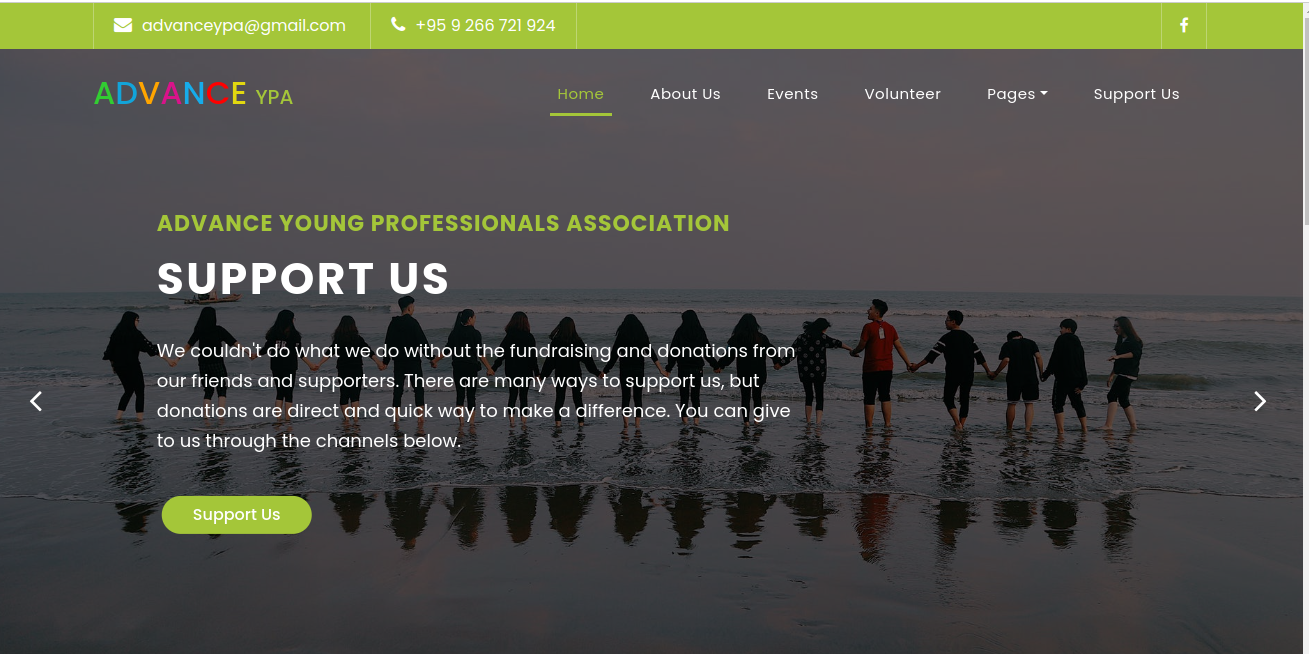 advanceypa@gmail.com +95 9 266 721 924
ADVANCE YPA
Home About Us Events Volunteer Pages Support Us
ADVANCE YOUNG PROFESSIONALS ASSOCIATION
SUPPORT US
We couldn't do what we do without the fundraising and donations from
our friends and supporters. There are many ways to support us, but
donations are direct and quick way to make a difference. You can give
to us through the channels below.
Support Us